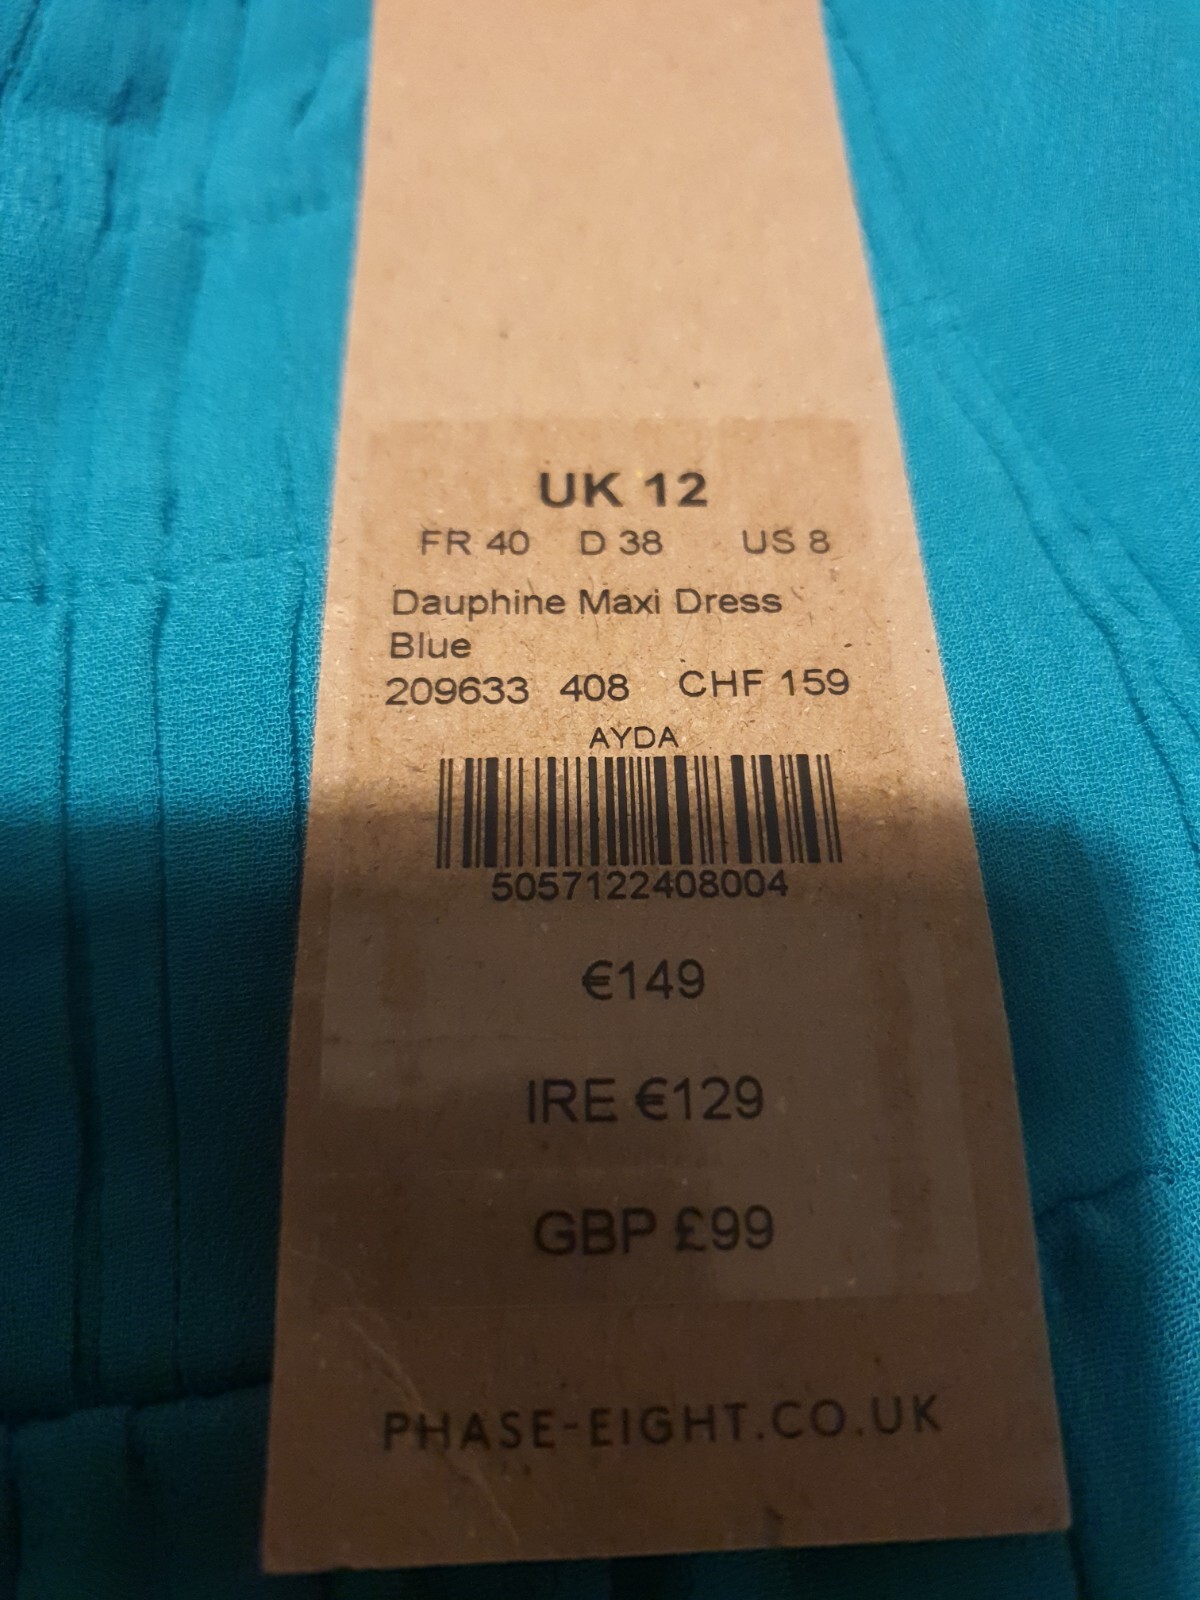 UK 12
FR 40 D 38 US 8
Dauphine Maxi Dress
Blue
209633 408 CHF 159
AYDA
5057122408004
€149
IRE €129
GBP £99
PHASE-EIGHT.CO.UK